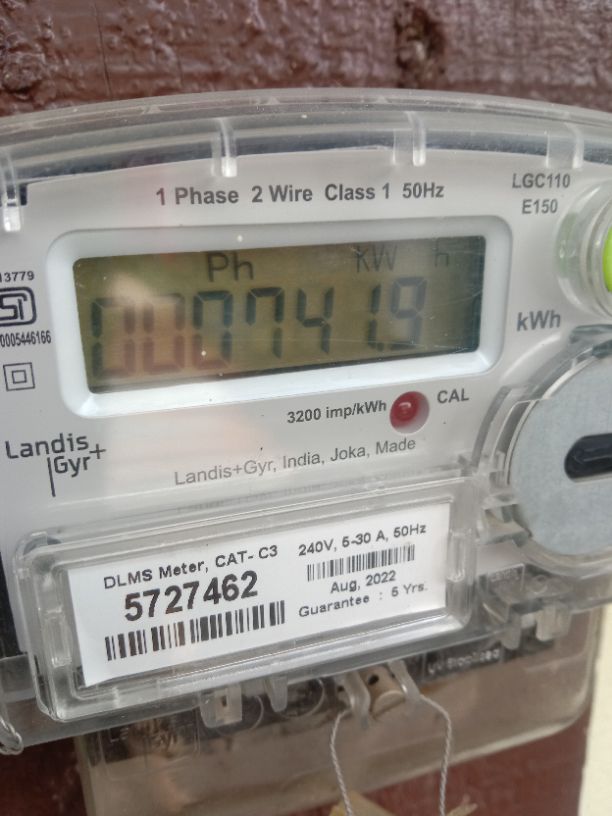 1 Phase 2 Wire Class 1 50Hz
LGC110
E150
Ph KW h
000741.9
kWh
13779
0005446166
3200 imp/kWh
CAL
Landis+
Gyr
Landis+Gyr, India, Joka, Made
DLMS Meter, CAT- C3
5727462
240V, 5-30 A, 50Hz
Aug, 2022
Guarantee : 5 Yrs.